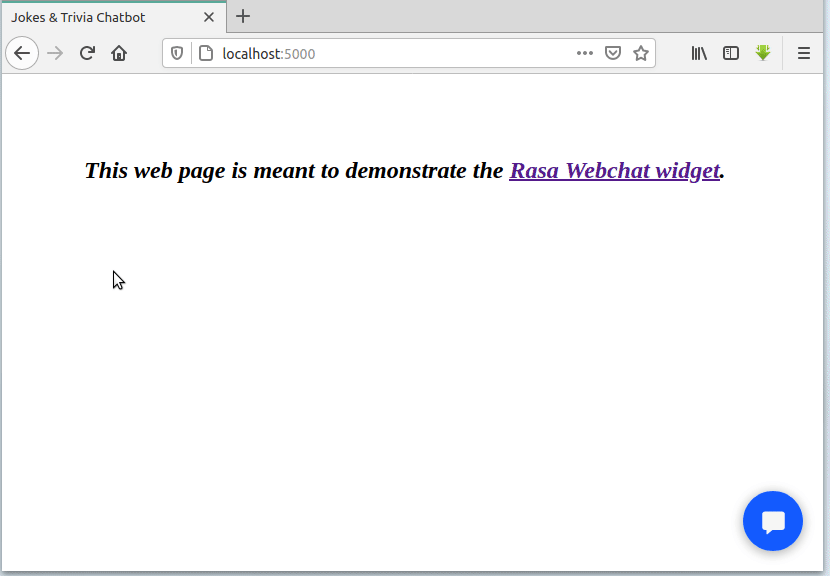 Jokes & Trivia Chatbot
localhost:5000
This web page is meant to demonstrate the Rasa Webchat widget.